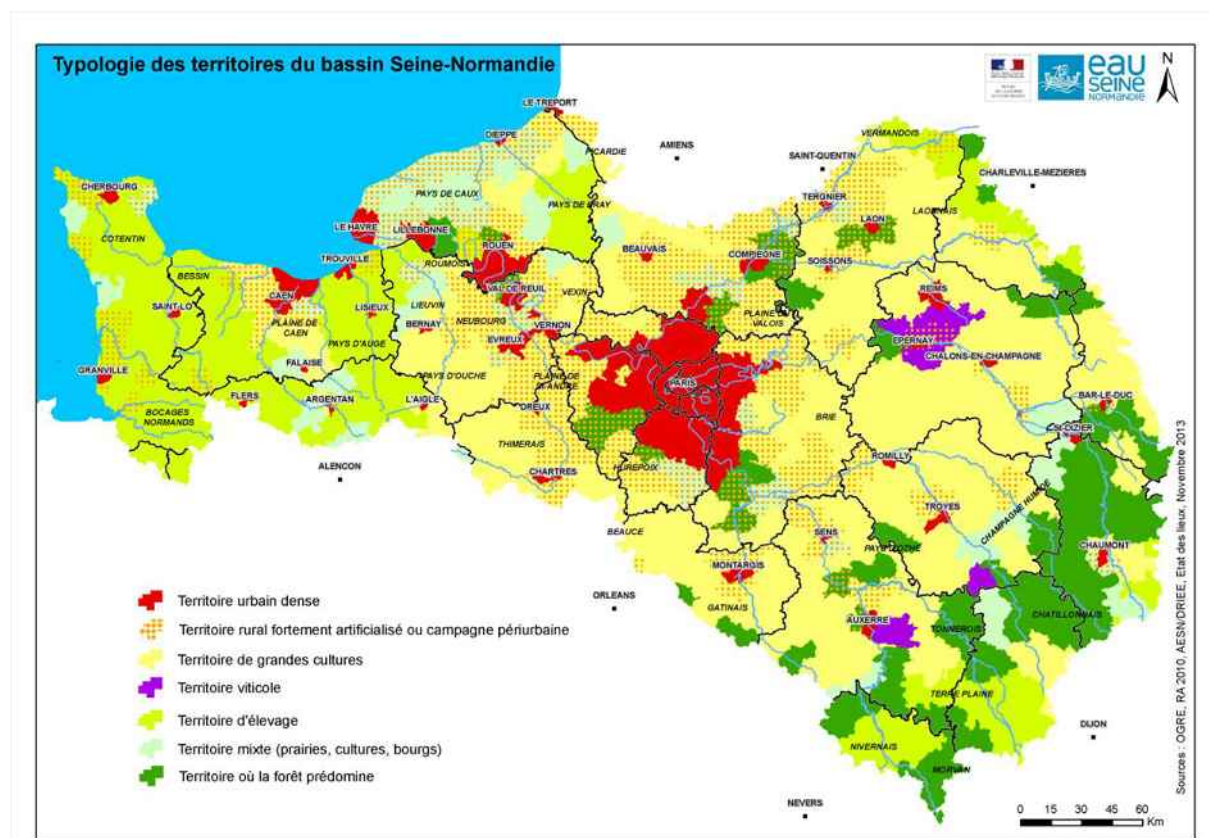 Typologie des territoires du bassin Seine-Normandie
eau
SEINE
NORMANDIE
N
LE TREPORT
DIEPPE
PICARDIE
AMIENS
VERMANDOIS
SAINT-QUENTIN
CHARLEVILLE-MEZIERES
CHERBOURG
PAYS DE CAUX
PAYS DE BRAY
TERGNIER
LAON
LAONNAIS
COTENTIN
LE HAVRE
LILLEBONNE
ROUEN
BEAUVAIS
COMPIEGNE
SOISSONS
TROUVILLE
ROUMOIS
BESSIN
VAL-DE-REUIL
VEXIN
REIMS
SAINT-LO
CAEN
LISIEUX
LIEUVIN
PLAINE DE
VALOIS
PLAINE DE
CAEN
BERNAY
NEUBOURG
VERNON
EVREUX
EPERNAY
PAYS D'AUGE
CHALONS-EN-CHAMPAGNE
FALAISE
GRANVILLE
PAYS D'OUCHE
PLAINE DE
ST ANDRE
PARIS
FLERS
ARGENTAN
L'AIGLE
DREUX
BRIE
BAR-LE-DUC
BOCAGES
NORMANDS
ST-DIZIER
THIMERAIS
ALENCON
CHARTRES
HUREPOIX
ROMILLY
TROYES
CHAMPAGNE HUMIDE
BEAUCE
SENS
PAYS D'OTHE
CHAUMONT
MONTARGIS
ORLEANS
GATINAIS
AUXERRE
TONNERROIS
CHATILLONNAIS
TERRE PLAINE
DIJON
NIVERNAIS
MORVAN
NEVERS
Territoire urbain dense
Territoire rural fortement artificialisé ou campagne périurbaine
Territoire de grandes cultures
Territoire viticole
Territoire d'élevage
Territoire mixte (prairies, cultures, bourgs)
Territoire où la forêt prédomine
0 15 30 45 60
Km
Sources : OGRE, RA 2010, AESN/DRIEE, Etat des lieux, Novembre 2013